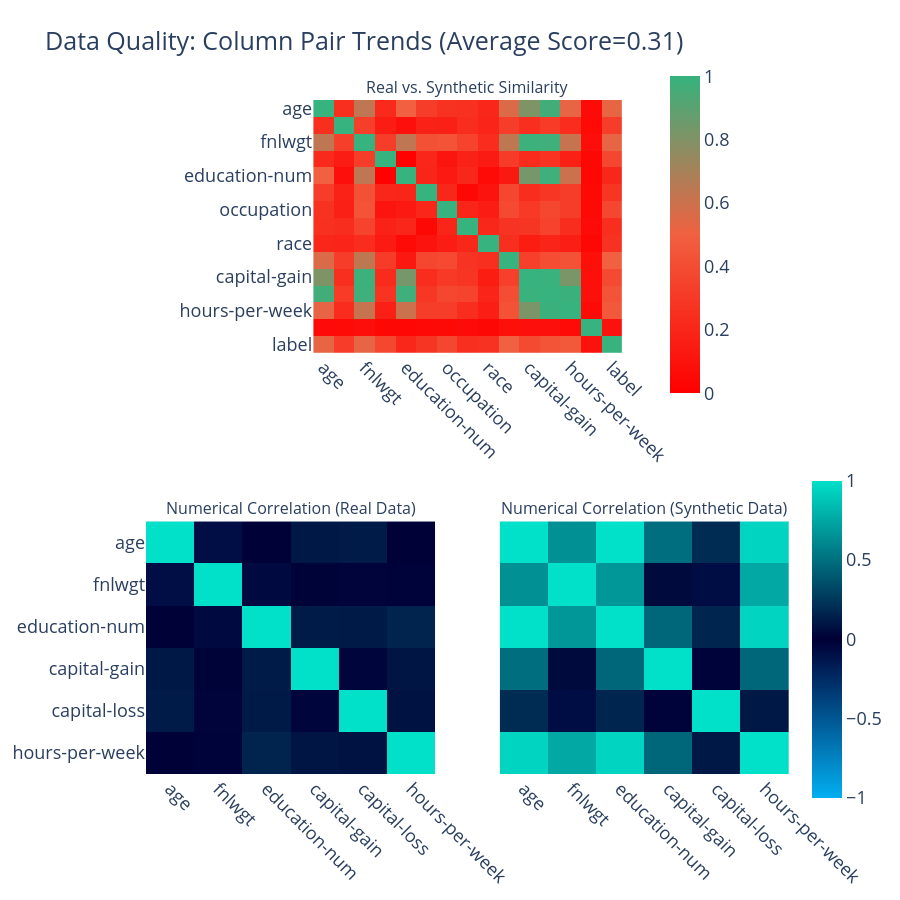 Data Quality: Column Pair Trends (Average Score=0.31)
Real vs. Synthetic Similarity
age
fnlwgt
education-num
occupation
race
capital-gain
hours-per-week
label
age
fnlwgt
education-num
occupation
race
capital-gain
hours-per-week
label
1
0.8
0.6
0.4
0.2
0
Numerical Correlation (Real Data)
age
fnlwgt
education-num
capital-gain
capital-loss
hours-per-week
age
fnlwgt
education-num
capital-gain
capital-loss
hours-per-week
Numerical Correlation (Synthetic Data)
age
fnlwgt
education-num
capital-gain
capital-loss
hours-per-week
1
0.5
0
−0.5
−1